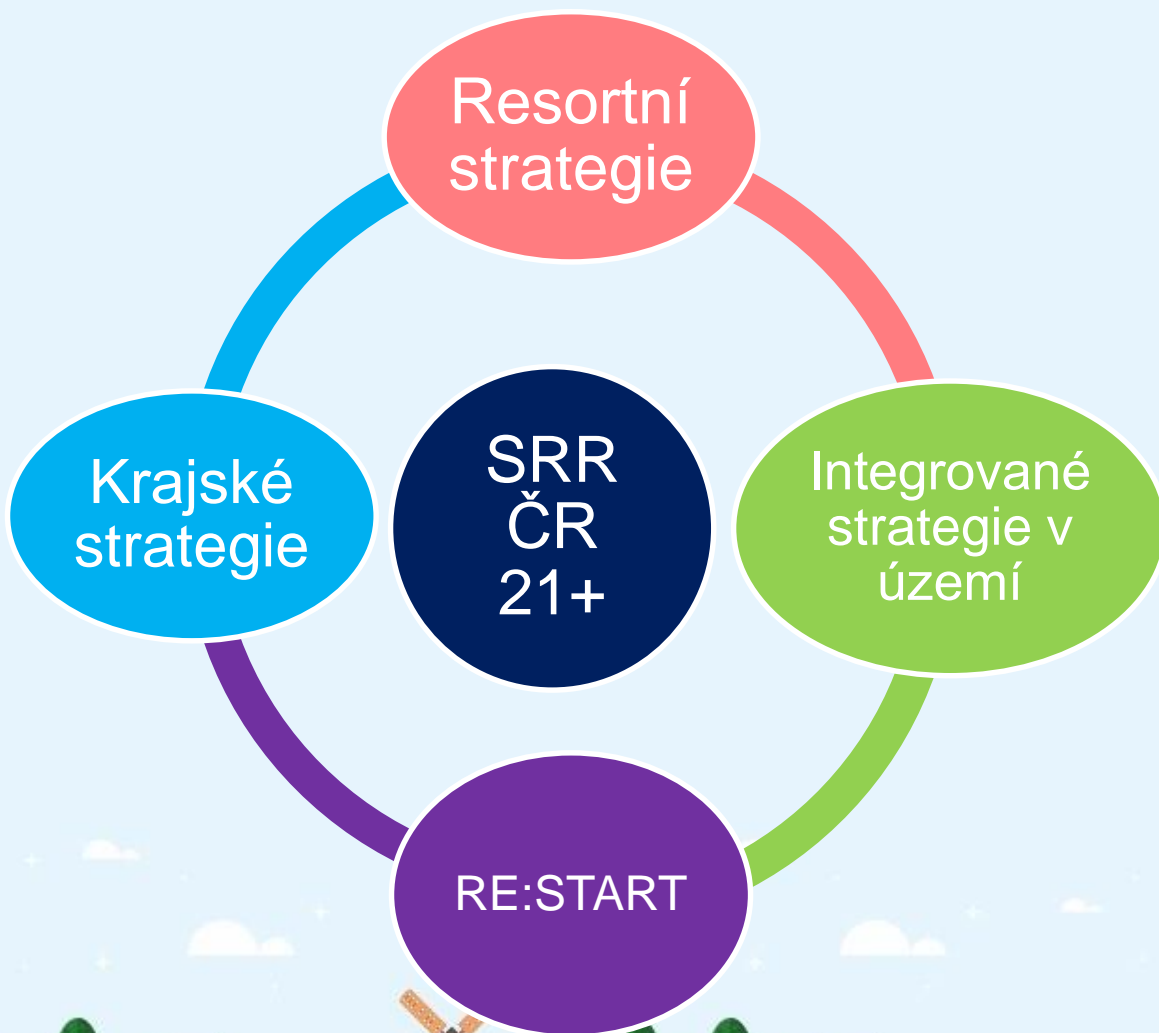 Resortní
strategie
Krajské
strategie
SRR
ČR
21+
Integrované
strategie v
území
RE:START